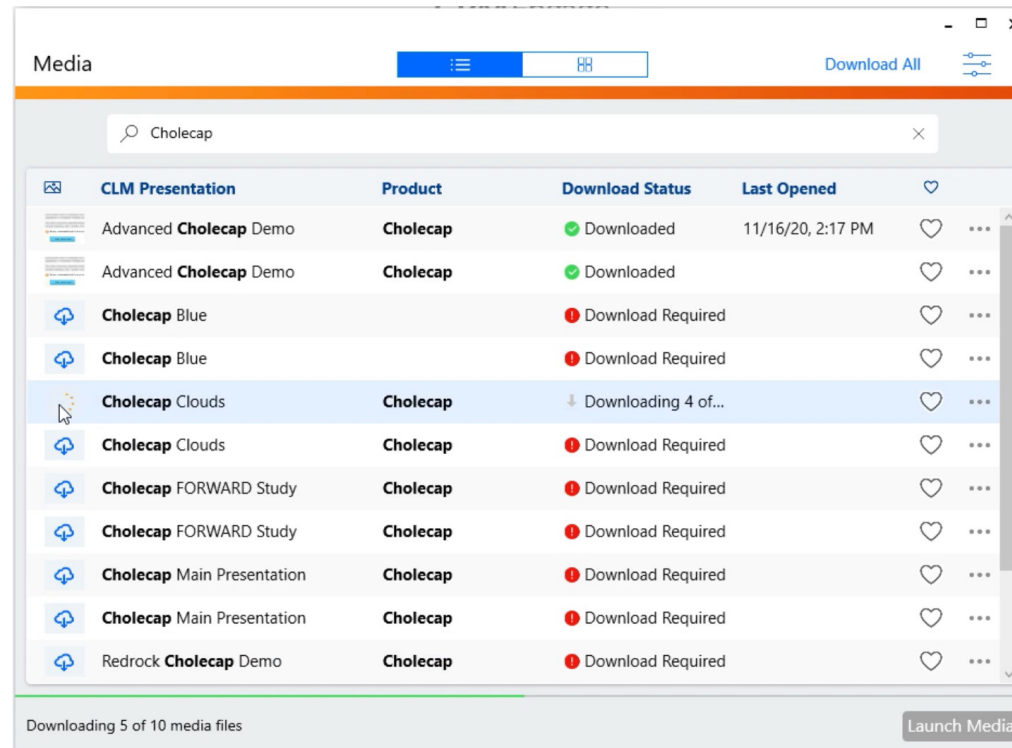 Media
Download All
Cholecap
CLM Presentation Product Download Status Last Opened
Advanced Cholecap Demo Cholecap Downloaded 11/16/20, 2:17 PM
Advanced Cholecap Demo Cholecap Downloaded
Cholecap Blue Download Required
Cholecap Blue Download Required
Cholecap Clouds Cholecap Downloading 4 of...
Cholecap Clouds Cholecap Download Required
Cholecap FORWARD Study Cholecap Download Required
Cholecap FORWARD Study Cholecap Download Required
Cholecap Main Presentation Cholecap Download Required
Cholecap Main Presentation Cholecap Download Required
Redrock Cholecap Demo Cholecap Download Required
Downloading 5 of 10 media files
Launch Media